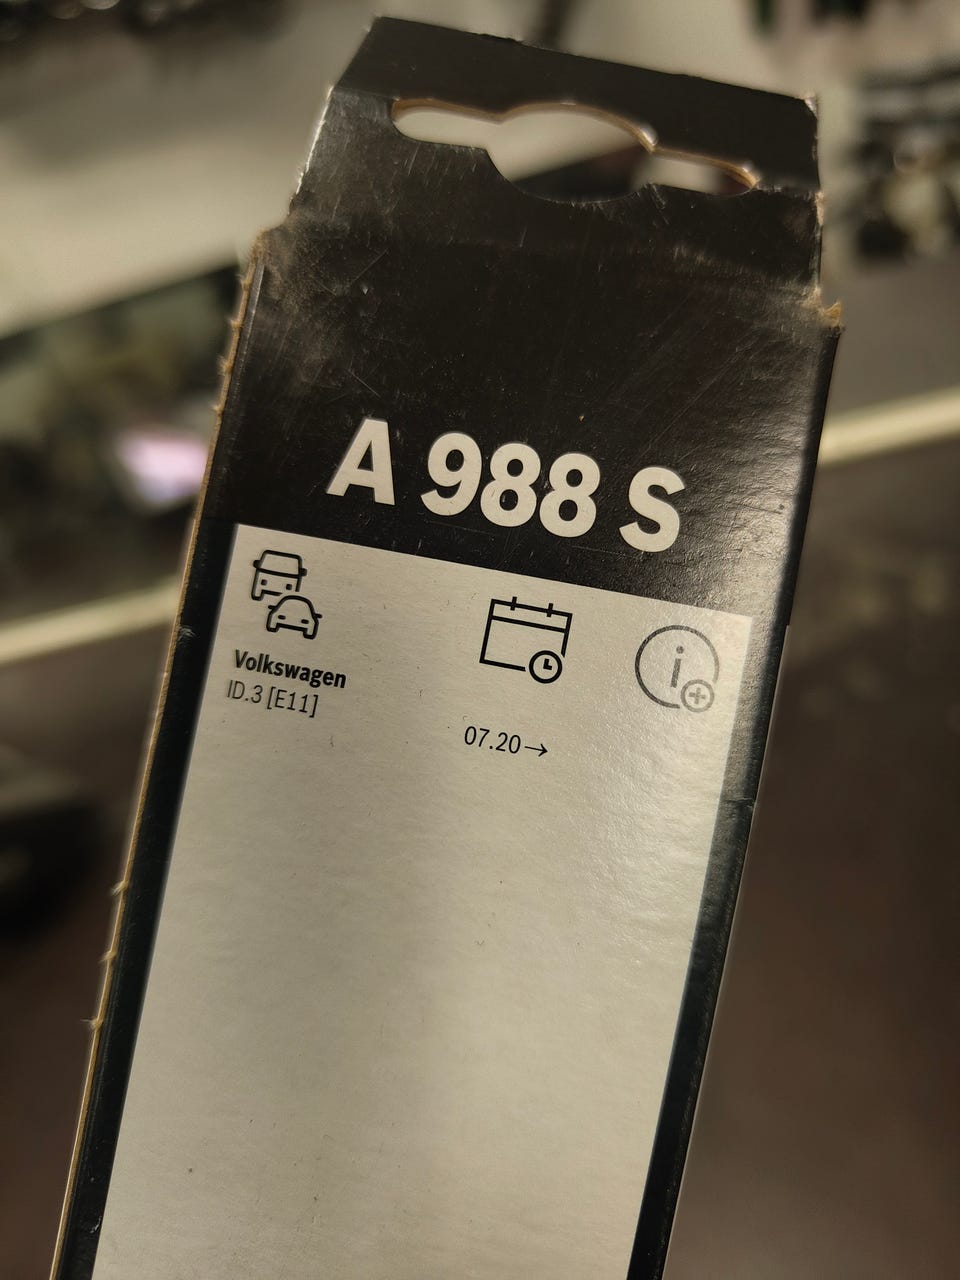 A 988 S
Volkswagen
ID.3 [E11]
07.20→